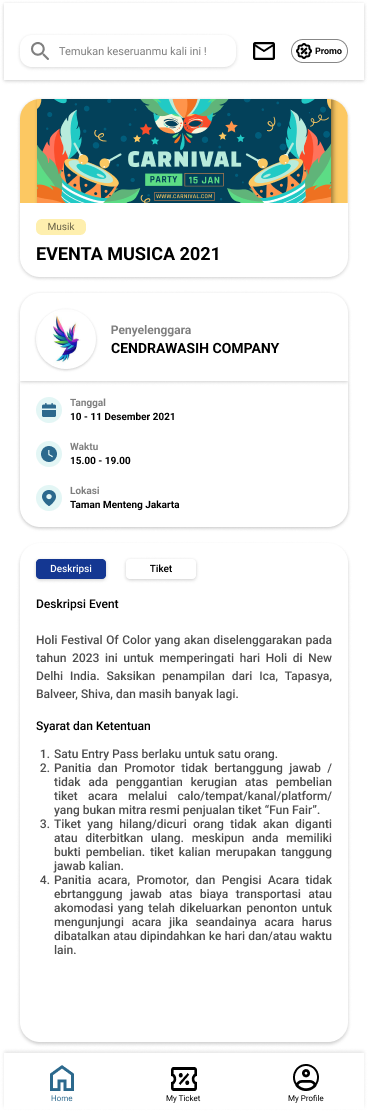 Temukan keseruanmu kali ini !
Promo
CARNIVAL
PARTY 15 JAN
WWW.CARNIVAL.COM
Musik
EVENTA MUSICA 2021
Penyelenggara
CENDRAWASIH COMPANY
Tanggal
10 - 11 Desember 2021
Waktu
15.00 - 19.00
Lokasi
Taman Menteng Jakarta
Deskripsi
Tiket
Deskripsi Event
Holi Festival Of Color yang akan diselenggarakan pada
tahun 2023 ini untuk memperingati hari Holi di New
Delhi India. Saksikan penampilan dari Ica, Tapasya,
Balveer, Shiva, dan masih banyak lagi.
Syarat dan Ketentuan
1. Satu Entry Pass berlaku untuk satu orang.
2. Panitia dan Promotor tidak bertanggung jawab /
tidak ada penggantian kerugian atas pembelian
tiket acara melalui calo/tempat/kanal/platform/
yang bukan mitra resmi penjualan tiket “Fun Fair”.
3. Tiket yang hilang/dicuri orang tidak akan diganti
atau diterbitkan ulang. meskipun anda memiliki
bukti pembelian. tiket kalian merupakan tanggung
jawab kalian.
4. Panitia acara, Promotor, dan Pengisi Acara tidak
ebrtanggung jawab atas biaya transportasi atau
akomodasi yang telah dikeluarkan penonton untuk
mengunjungi acara jika seandainya acara harus
dibatalkan atau dipindahkan ke hari dan/atau waktu
lain.
Home
My Ticket
My Profile